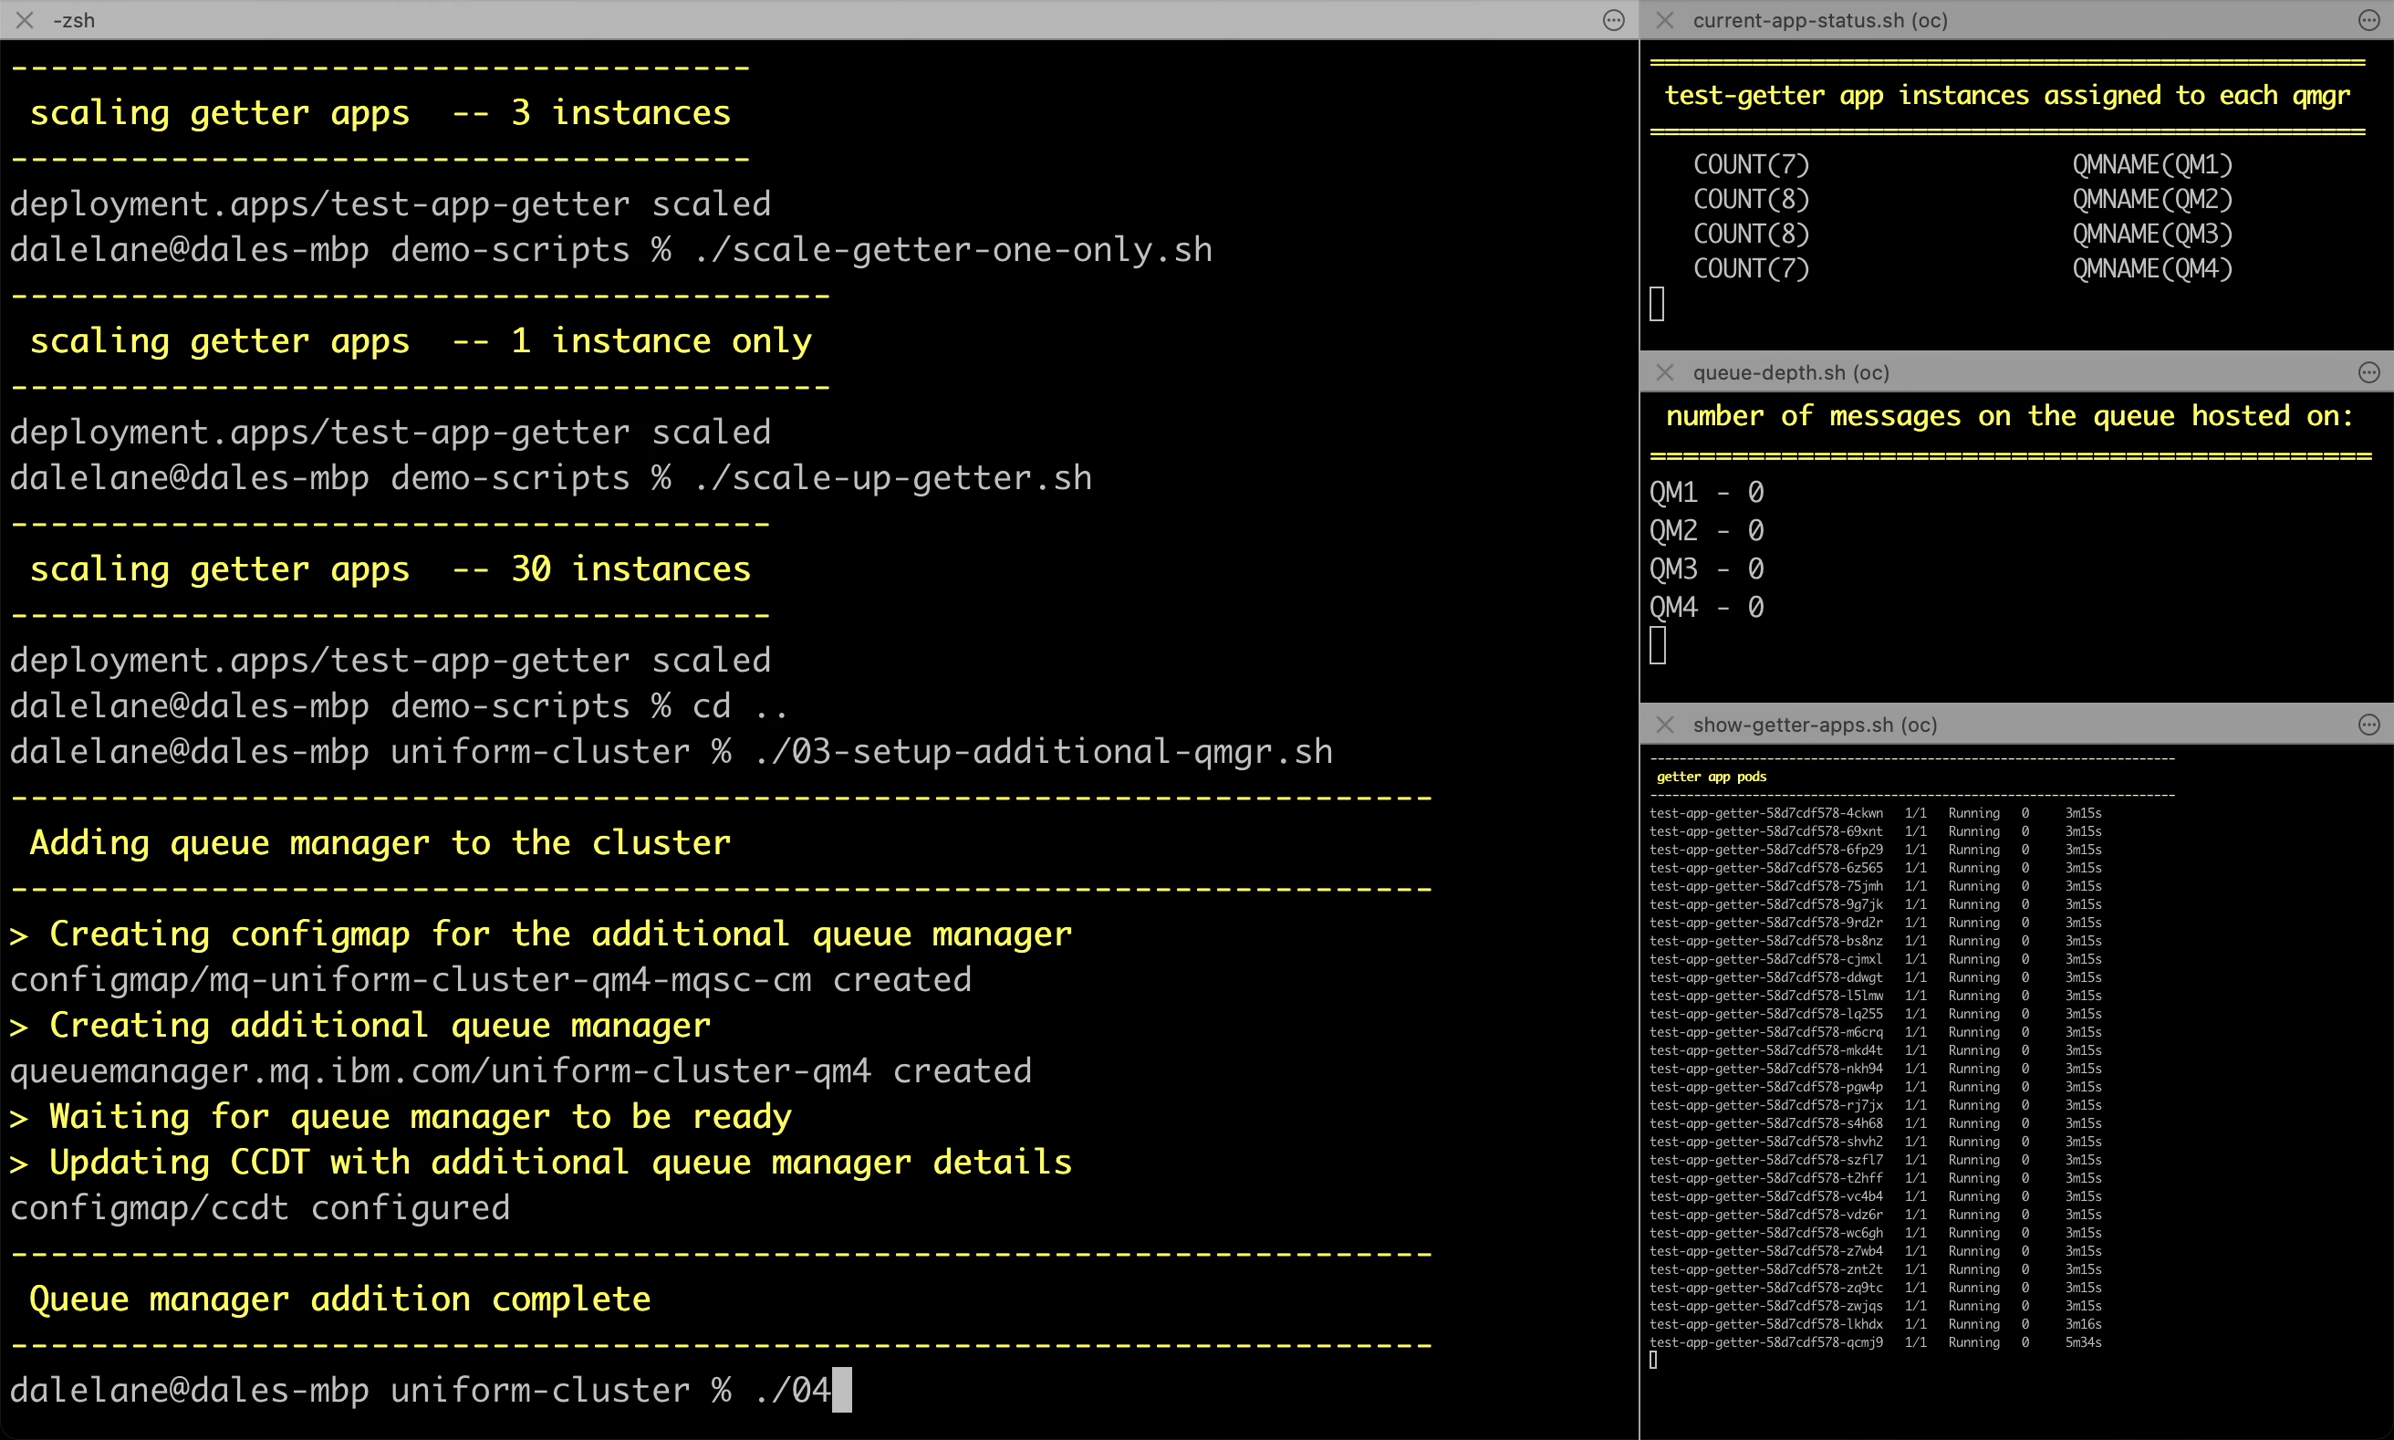 -zsh
-------------------------------------
scaling getter apps  -- 3 instances
-------------------------------------
deployment.apps/test-app-getter scaled
dalelane@dales-mbp demo-scripts % ./scale-getter-one-only.sh
-----------------------------------------
scaling getter apps  -- 1 instance only
-----------------------------------------
deployment.apps/test-app-getter scaled
dalelane@dales-mbp demo-scripts % ./scale-up-getter.sh
--------------------------------------
scaling getter apps  -- 30 instances
--------------------------------------
deployment.apps/test-app-getter scaled
dalelane@dales-mbp demo-scripts % cd ..
dalelane@dales-mbp uniform-cluster % ./03-setup-additional-qmgr.sh
-----------------------------------------------------------------------
Adding queue manager to the cluster
-----------------------------------------------------------------------
> Creating configmap for the additional queue manager
configmap/mq-uniform-cluster-qm4-mqsc-cm created
> Creating additional queue manager
queuemanager.mq.ibm.com/uniform-cluster-qm4 created
> Waiting for queue manager to be ready
> Updating CCDT with additional queue manager details
configmap/ccdt configured
-----------------------------------------------------------------------
Queue manager addition complete
-----------------------------------------------------------------------
dalelane@dales-mbp uniform-cluster % ./04
current-app-status.sh (oc)
=================================================
test-getter app instances assigned to each qmgr
=================================================
COUNT(7) QMNAME(QM1)
COUNT(8) QMNAME(QM2)
COUNT(8) QMNAME(QM3)
COUNT(7) QMNAME(QM4)
queue-depth.sh (oc)
number of messages on the queue hosted on:
============================================
QM1 - 0
QM2 - 0
QM3 - 0
QM4 - 0
show-getter-apps.sh (oc)
------------------------------------------------------------------------
getter app pods
------------------------------------------------------------------------
test-app-getter-58d7cdf578-4ckwn 1/1 Running 0 3m15s
test-app-getter-58d7cdf578-69xnt 1/1 Running 0 3m15s
test-app-getter-58d7cdf578-6fp29 1/1 Running 0 3m15s
test-app-getter-58d7cdf578-6z565 1/1 Running 0 3m15s
test-app-getter-58d7cdf578-75jmh 1/1 Running 0 3m15s
test-app-getter-58d7cdf578-9g7jk 1/1 Running 0 3m15s
test-app-getter-58d7cdf578-9rd2r 1/1 Running 0 3m15s
test-app-getter-58d7cdf578-bs8nz 1/1 Running 0 3m15s
test-app-getter-58d7cdf578-cjmxl 1/1 Running 0 3m15s
test-app-getter-58d7cdf578-ddwgt 1/1 Running 0 3m15s
test-app-getter-58d7cdf578-l5lmw 1/1 Running 0 3m15s
test-app-getter-58d7cdf578-lq255 1/1 Running 0 3m15s
test-app-getter-58d7cdf578-m6crq 1/1 Running 0 3m15s
test-app-getter-58d7cdf578-mkd4t 1/1 Running 0 3m15s
test-app-getter-58d7cdf578-nkh94 1/1 Running 0 3m15s
test-app-getter-58d7cdf578-pgw4p 1/1 Running 0 3m15s
test-app-getter-58d7cdf578-rj7jx 1/1 Running 0 3m15s
test-app-getter-58d7cdf578-s4h68 1/1 Running 0 3m15s
test-app-getter-58d7cdf578-shvh2 1/1 Running 0 3m15s
test-app-getter-58d7cdf578-szfl7 1/1 Running 0 3m15s
test-app-getter-58d7cdf578-t2hff 1/1 Running 0 3m15s
test-app-getter-58d7cdf578-vc4b4 1/1 Running 0 3m15s
test-app-getter-58d7cdf578-vdz6r 1/1 Running 0 3m15s
test-app-getter-58d7cdf578-wc6gh 1/1 Running 0 3m15s
test-app-getter-58d7cdf578-z7wb4 1/1 Running 0 3m15s
test-app-getter-58d7cdf578-znt2t 1/1 Running 0 3m15s
test-app-getter-58d7cdf578-zq9tc 1/1 Running 0 3m15s
test-app-getter-58d7cdf578-zwjqs 1/1 Running 0 3m15s
test-app-getter-58d7cdf578-lkhdx 1/1 Running 0 3m16s
test-app-getter-58d7cdf578-qcmj9 1/1 Running 0 5m34s